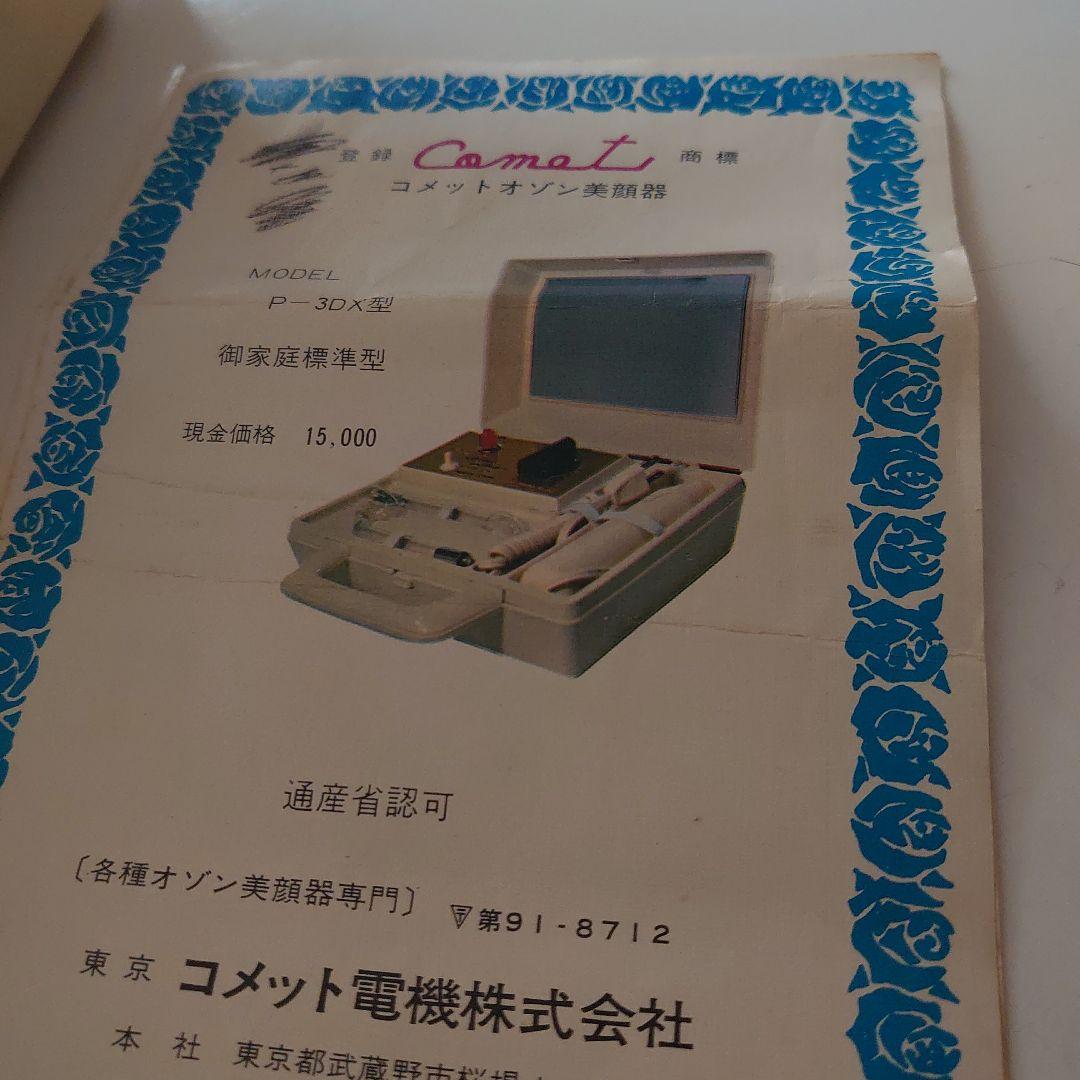 登録 Comet 商標
コメットオゾン美顔器
MODEL
P－3DX型
御家庭標準型
現金価格 15,000
通産省認可
〔各種オゾン美顔器専門〕 第91-8712
東京 コメット電機株式会社
本社 東京都武蔵野市桜堤